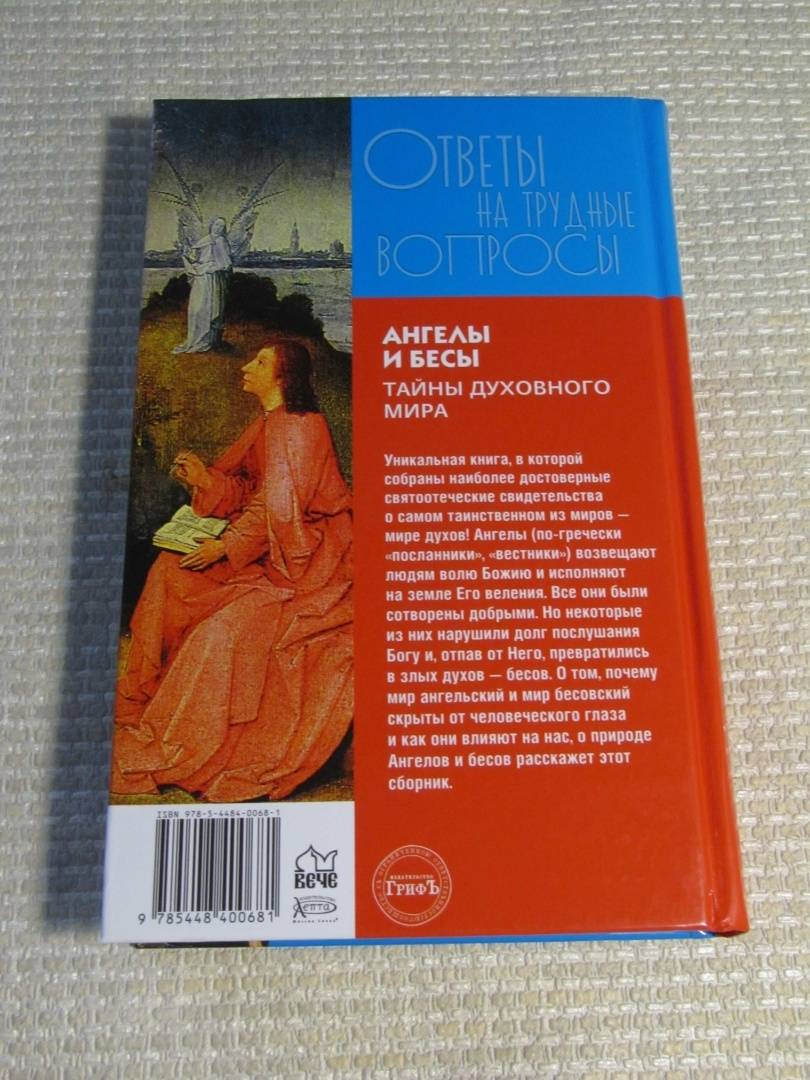 Ответы
на трудные
вопросы
АНГЕЛЫ
И БЕСЫ
ТАЙНЫ ДУХОВНОГО
МИРА
Уникальная книга, в которой
собраны наиболее достоверные
святоотеческие свидетельства
о самом таинственном из миров —
мире духов! Ангелы (по-гречески
«посланники», «вестники») возвещают
людям волю Божию и исполняют
на земле Его веления. Все они были
сотворены добрыми. Но некоторые
из них нарушили долг послушания
Богу и, отпав от Него, превратились
в злых духов — бесов. О том, почему
мир ангельский и мир бесовский
скрыты от человеческого глаза
и как они влияют на нас, о природе
Ангелов и бесов расскажет этот
сборник.
ISBN 978-5-4484-0068-1
9 785448 400681
ВЕЧЕ
ИЗДАТЕЛЬСТВО
Лепта
ИЗДАТЕЛЬСТВО
ГРИФЪ